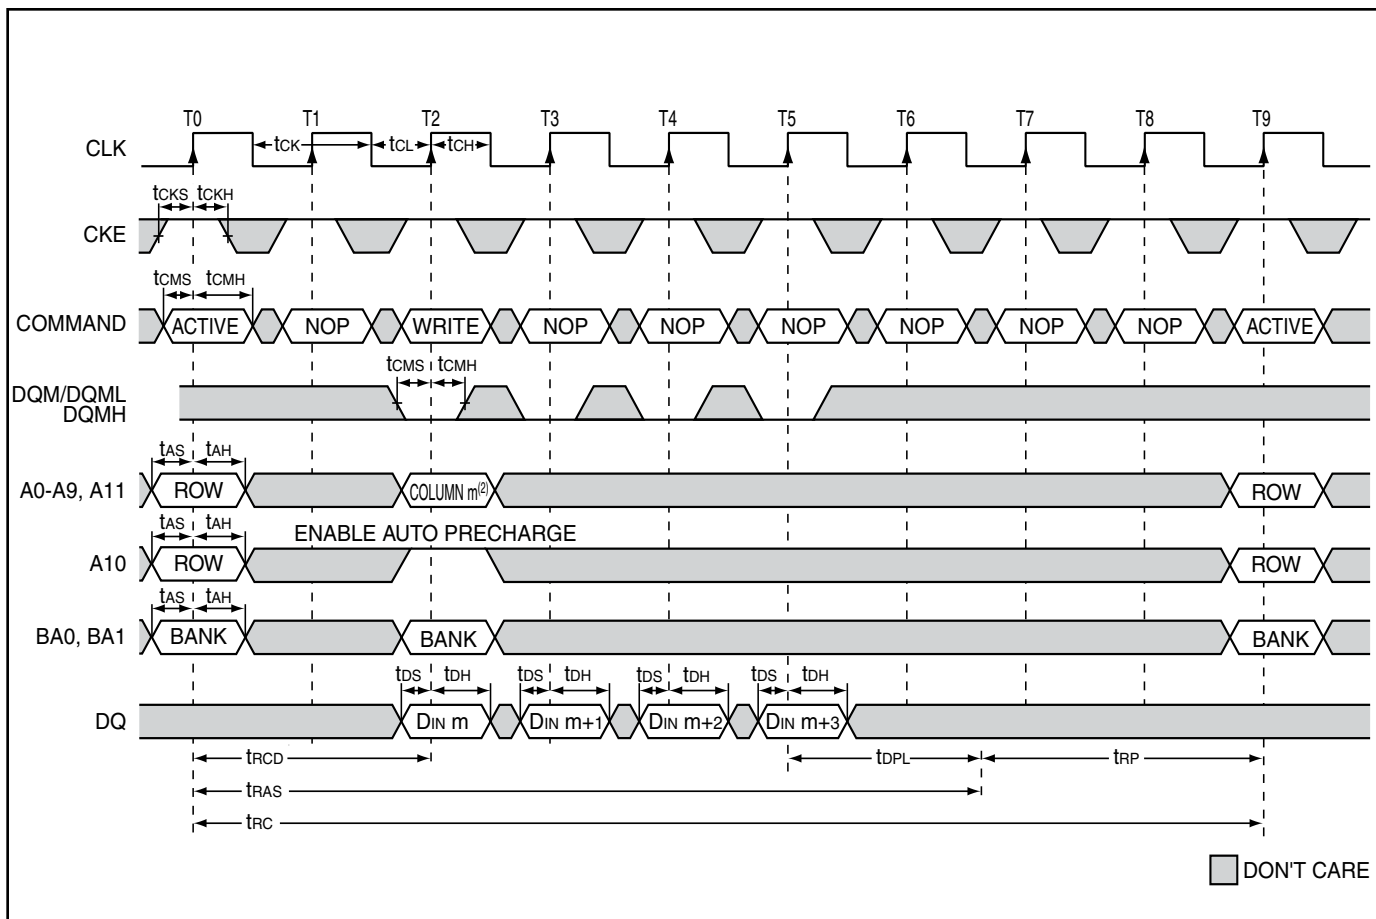 T0 T1 T2 T3 T4 T5 T6 T7 T8 T9
CLK tCK tCL tCH
tCKS tCKH
CKE
tCMS tCMH
COMMAND ACTIVE NOP WRITE NOP NOP NOP NOP NOP NOP ACTIVE
tCMS tCMH
DQM/DQML
DQMH
tAS tAH
A0-A9, A11 ROW COLUMN m(2) ROW
tAS tAH ENABLE AUTO PRECHARGE
A10 ROW ROW
tAS tAH
BA0, BA1 BANK BANK BANK
tDS tDH tDS tDH tDS tDH tDS tDH
DQ DIN m DIN m+1 DIN m+2 DIN m+3
tRCD tDPL tRP
tRAS
tRC
DON'T CARE